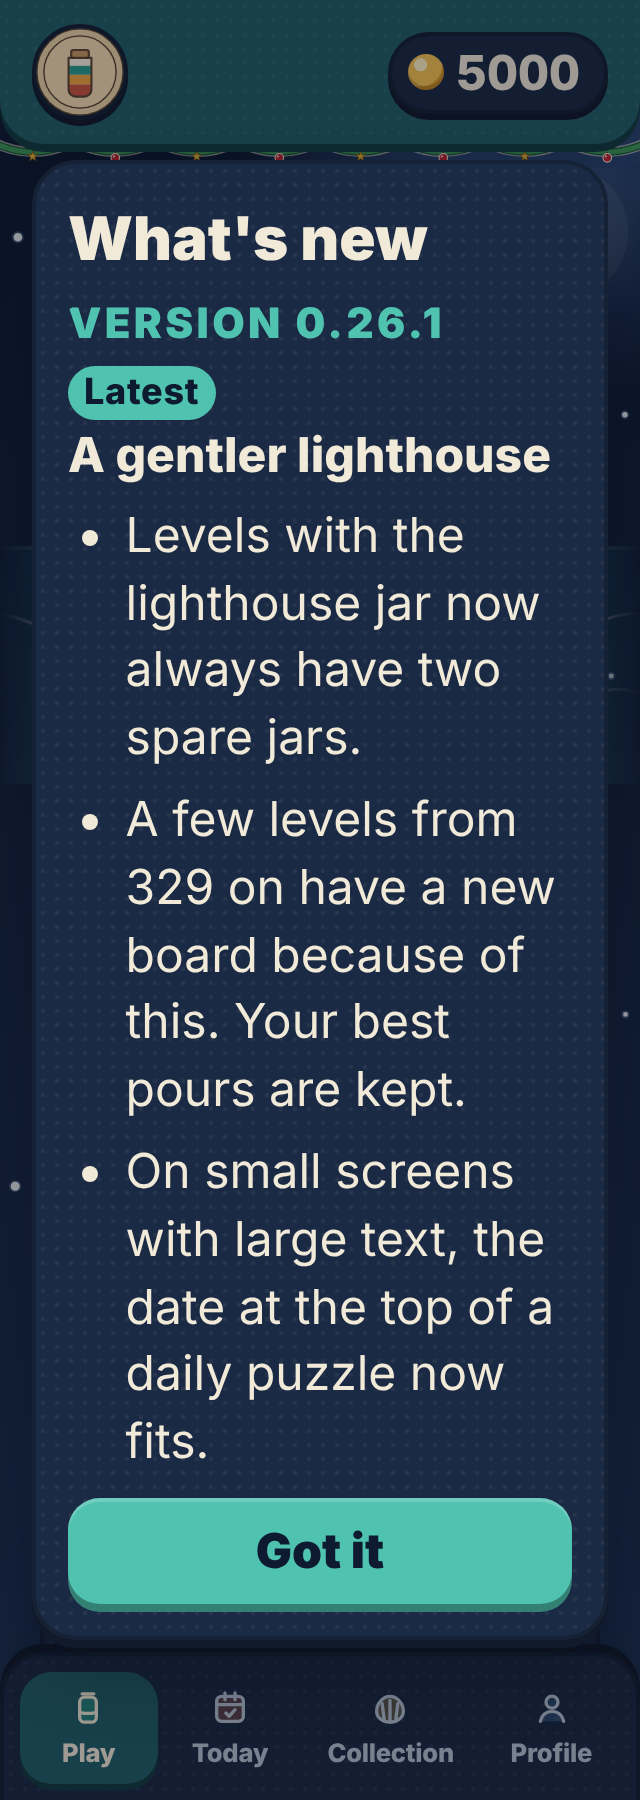 5000
What's new
VERSION 0.26.1
Latest
A gentler lighthouse
• Levels with the
lighthouse jar now
always have two
spare jars.
• A few levels from
329 on have a new
board because of
this. Your best
pours are kept.
• On small screens
with large text, the
date at the top of a
daily puzzle now
fits.
Got it
Play Today Collection Profile